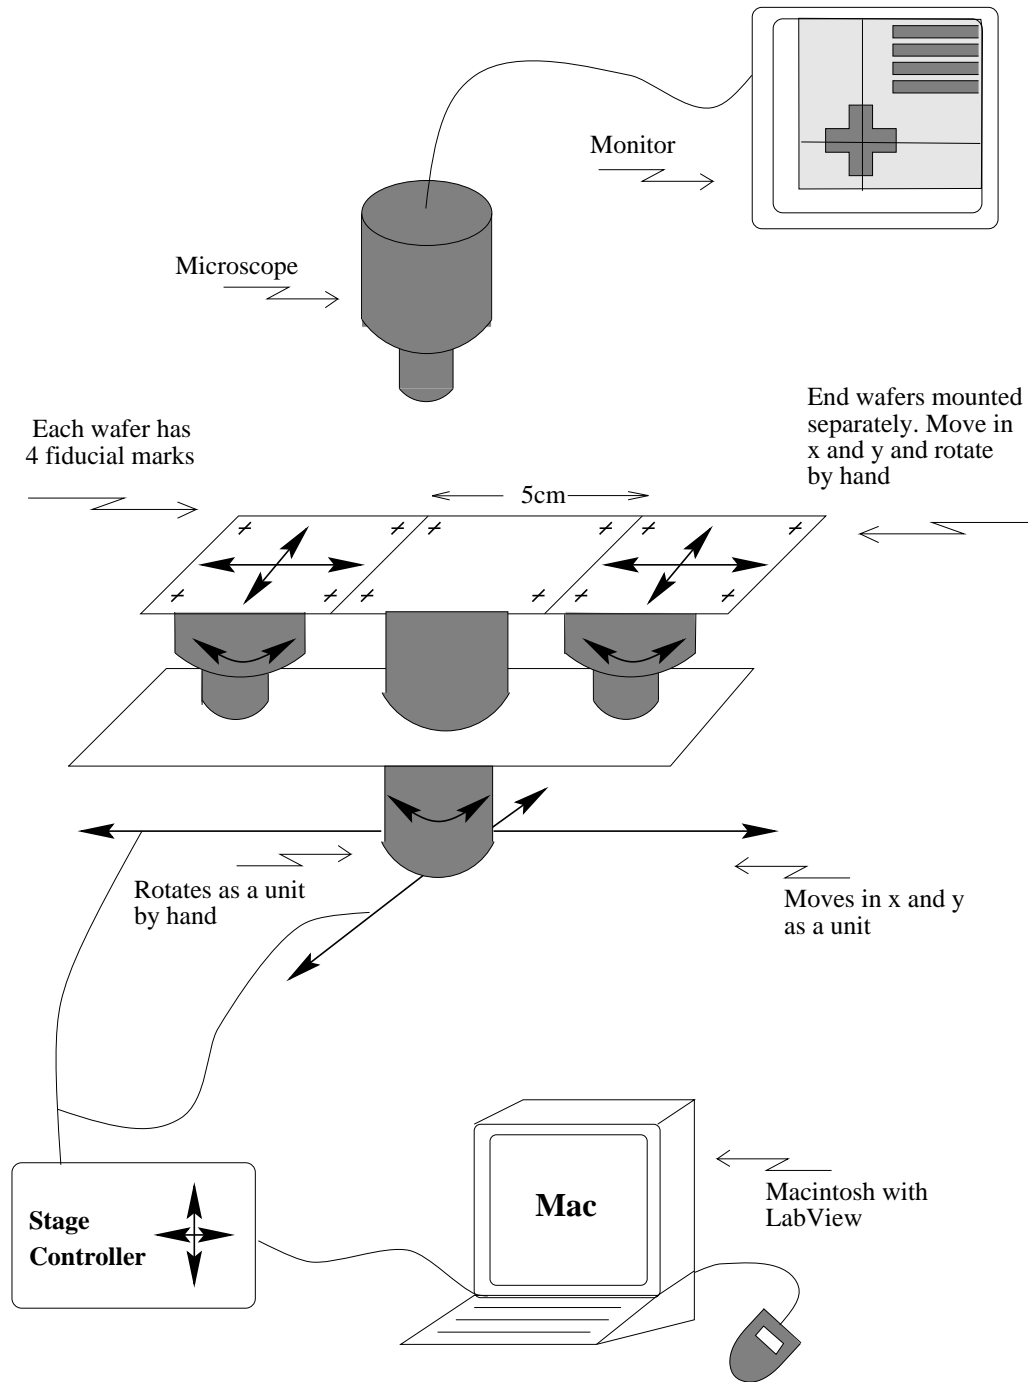 Monitor
Microscope
End wafers mounted
separately. Move in
x and y and rotate
by hand
Each wafer has
4 fiducial marks
5cm
Rotates as a unit
by hand
Moves in x and y
as a unit
Mac
Macintosh with
LabView
Stage
Controller